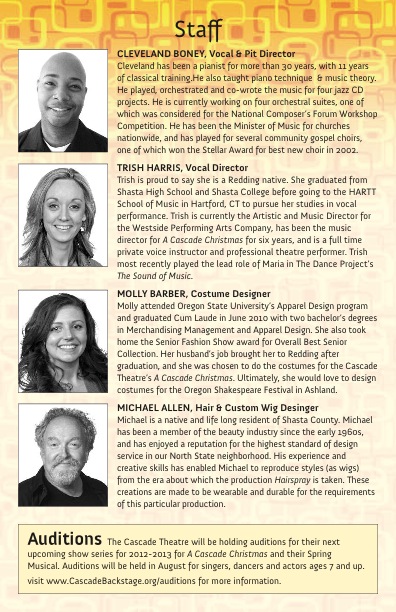 Staff
CLEVELAND BONEY, Vocal & Pit Director
Cleveland has been a pianist for more than 30 years, with 11 years
of classical training.He also taught piano technique & music theory.
He played, orchestrated and co-wrote the music for four jazz CD
projects. He is currently working on four orchestral suites, one of
which was considered for the National Composer's Forum Workshop
Competition. He has been the Minister of Music for churches
nationwide, and has played for several community gospel choirs,
one of which won the Stellar Award for best new choir in 2002.
TRISH HARRIS, Vocal Director
Trish is proud to say she is a Redding native. She graduated from
Shasta High School and Shasta College before going to the HARTT
School of Music in Hartford, CT to pursue her studies in vocal
performance. Trish is currently the Artistic and Music Director for
the Westside Performing Arts Company, has been the music
director for A Cascade Christmas for six years, and is a full time
private voice instructor and professional theatre performer. Trish
most recently played the lead role of Maria in The Dance Project's
The Sound of Music.
MOLLY BARBER, Costume Designer
Molly attended Oregon State University's Apparel Design program
and graduated Cum Laude in June 2010 with two bachelor's degrees
in Merchandising Management and Apparel Design. She also took
home the Senior Fashion Show award for Overall Best Senior
Collection. Her husband's job brought her to Redding after
graduation, and she was chosen to do the costumes for the Cascade
Theatre's A Cascade Christmas. Ultimately, she would love to design
costumes for the Oregon Shakespeare Festival in Ashland.
MICHAEL ALLEN, Hair & Custom Wig Desinger
Michael is a native and life long resident of Shasta County. Michael
has been a member of the beauty industry since the early 1960s,
and has enjoyed a reputation for the highest standard of design
service in our North State neighborhood. His experience and
creative skills has enabled Michael to reproduce styles (as wigs)
from the era about which the production Hairspray is taken. These
creations are made to be wearable and durable for the requirements
of this particular production.
Auditions The Cascade Theatre will be holding auditions for their next
upcoming show series for 2012-2013 for A Cascade Christmas and their Spring
Musical. Auditions will be held in August for singers, dancers and actors ages 7 and up.
visit www.CascadeBackstage.org/auditions for more information.